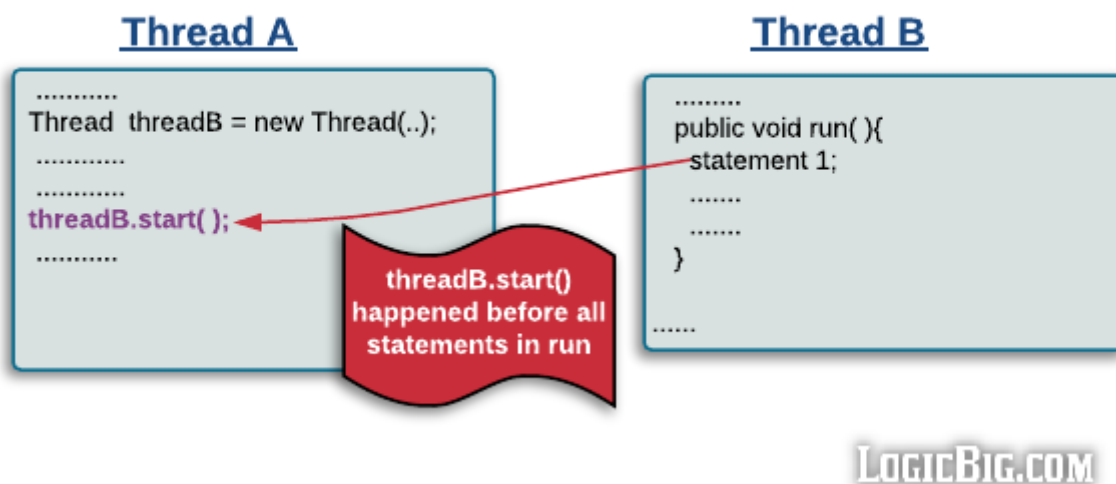 Thread A
...........
Thread  threadB = new Thread(..);
............
............
threadB.start( );
...........
threadB.start()
happened before all
statements in run
Thread B
.........
public void run( ){
statement 1;
.......
.......
}
......
LogicBig.com